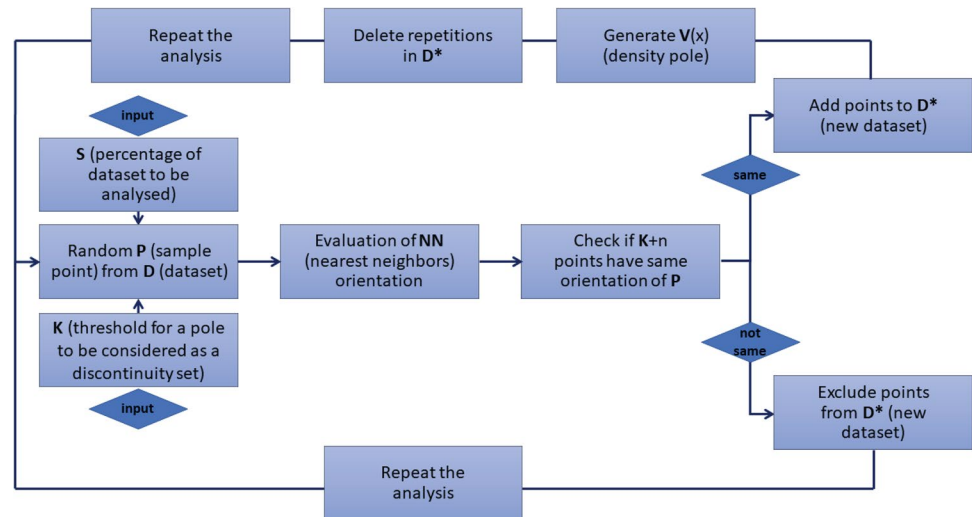 Repeat the
analysis
Delete repetitions
in D*
Generate V(x)
(density pole)
input
Add points to D*
(new dataset)
S (percentage of
dataset to be
analysed)
same
Random P (sample
point) from D (dataset)
Evaluation of NN
(nearest neighbors)
orientation
Check if K+n
points have same
orientation of P
K (threshold for a pole
to be considered as a
discontinuity set)
not
same
input
Exclude points
from D* (new
dataset)
Repeat the
analysis